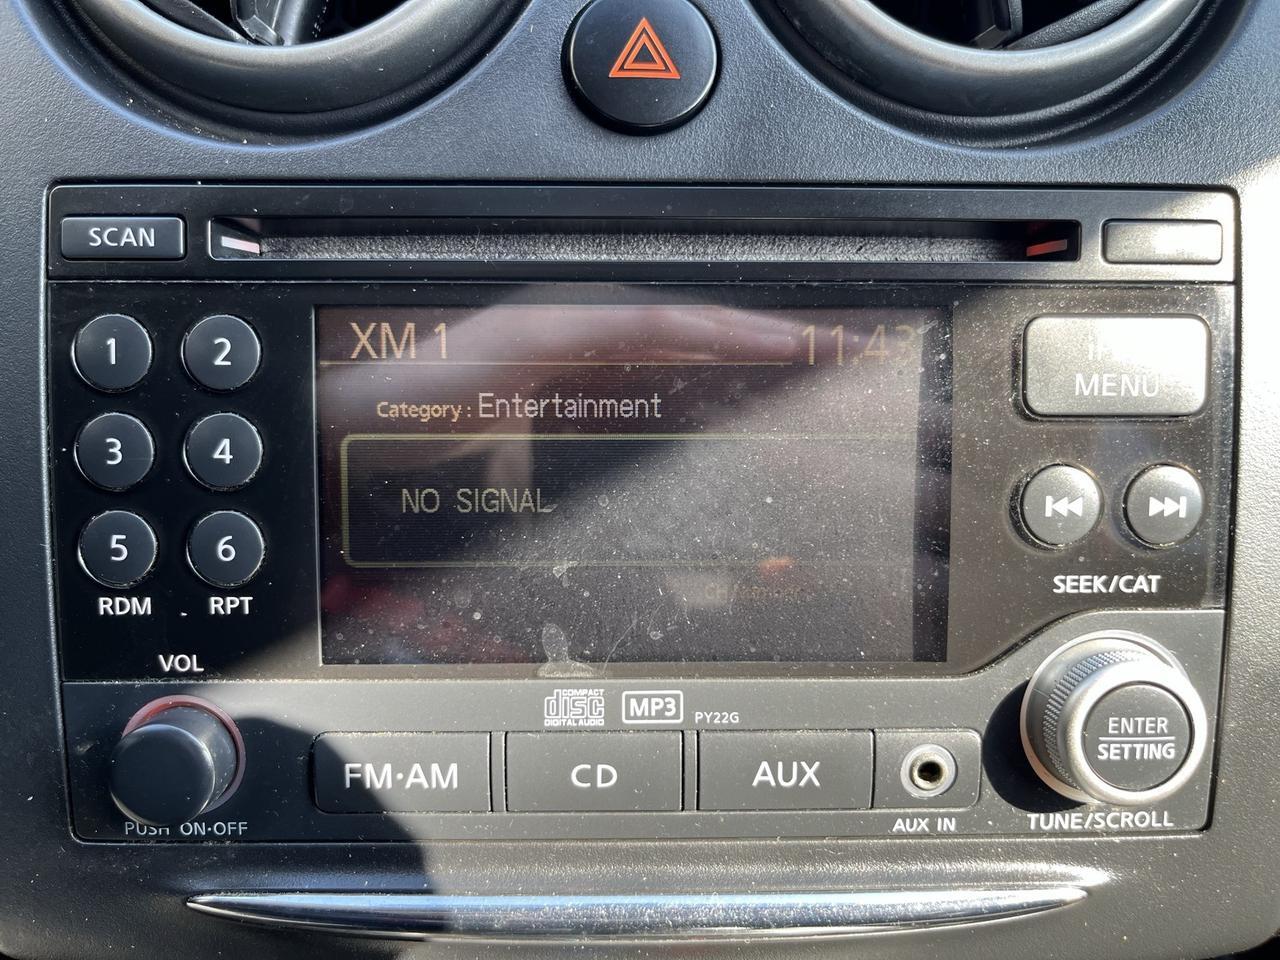 SCAN
1 2
XM 1 11:43
MENU
Category: Entertainment
3 4
NO SIGNAL
5 6
RDM RPT
SEEK/CAT
VOL
COMPACT
disc
DIGITAL AUDIO
MP3
PY22G
ENTER
SETTING
FM·AM CD AUX
PUSH ON·OFF
AUX IN
TUNE/SCROLL